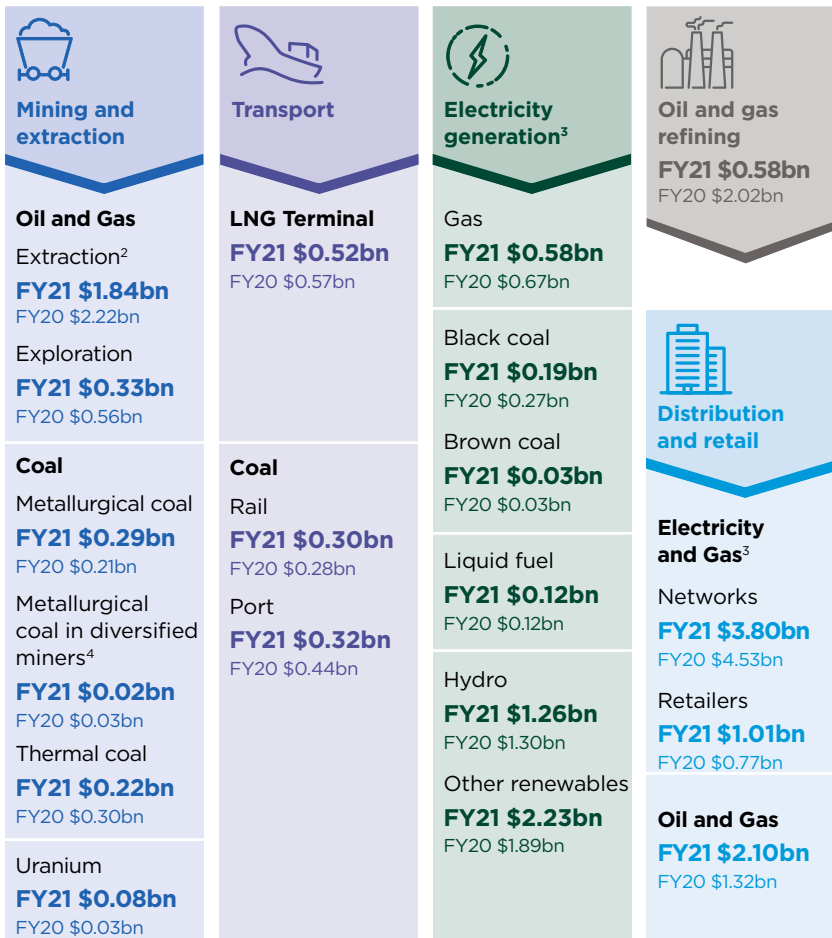 Mining and
extraction
Oil and Gas
Extraction²
FY21 $1.84bn
FY20 $2.22bn
Exploration
FY21 $0.33bn
FY20 $0.56bn
Coal
Metallurgical coal
FY21 $0.29bn
FY20 $0.21bn
Metallurgical
coal in diversified
miners⁴
FY21 $0.02bn
FY20 $0.03bn
Thermal coal
FY21 $0.22bn
FY20 $0.30bn
Uranium
FY21 $0.08bn
FY20 $0.03bn
Transport
LNG Terminal
FY21 $0.52bn
FY20 $0.57bn
Coal
Rail
FY21 $0.30bn
FY20 $0.28bn
Port
FY21 $0.32bn
FY20 $0.44bn
Electricity
generation³
Gas
FY21 $0.58bn
FY20 $0.67bn
Black coal
FY21 $0.19bn
FY20 $0.27bn
Brown coal
FY21 $0.03bn
FY20 $0.03bn
Liquid fuel
FY21 $0.12bn
FY20 $0.12bn
Hydro
FY21 $1.26bn
FY20 $1.30bn
Other renewables
FY21 $2.23bn
FY20 $1.89bn
Oil and gas
refining
FY21 $0.58bn
FY20 $2.02bn
Distribution
and retail
Electricity
and Gas³
Networks
FY21 $3.80bn
FY20 $4.53bn
Retailers
FY21 $1.01bn
FY20 $0.77bn
Oil and Gas
FY21 $2.10bn
FY20 $1.32bn